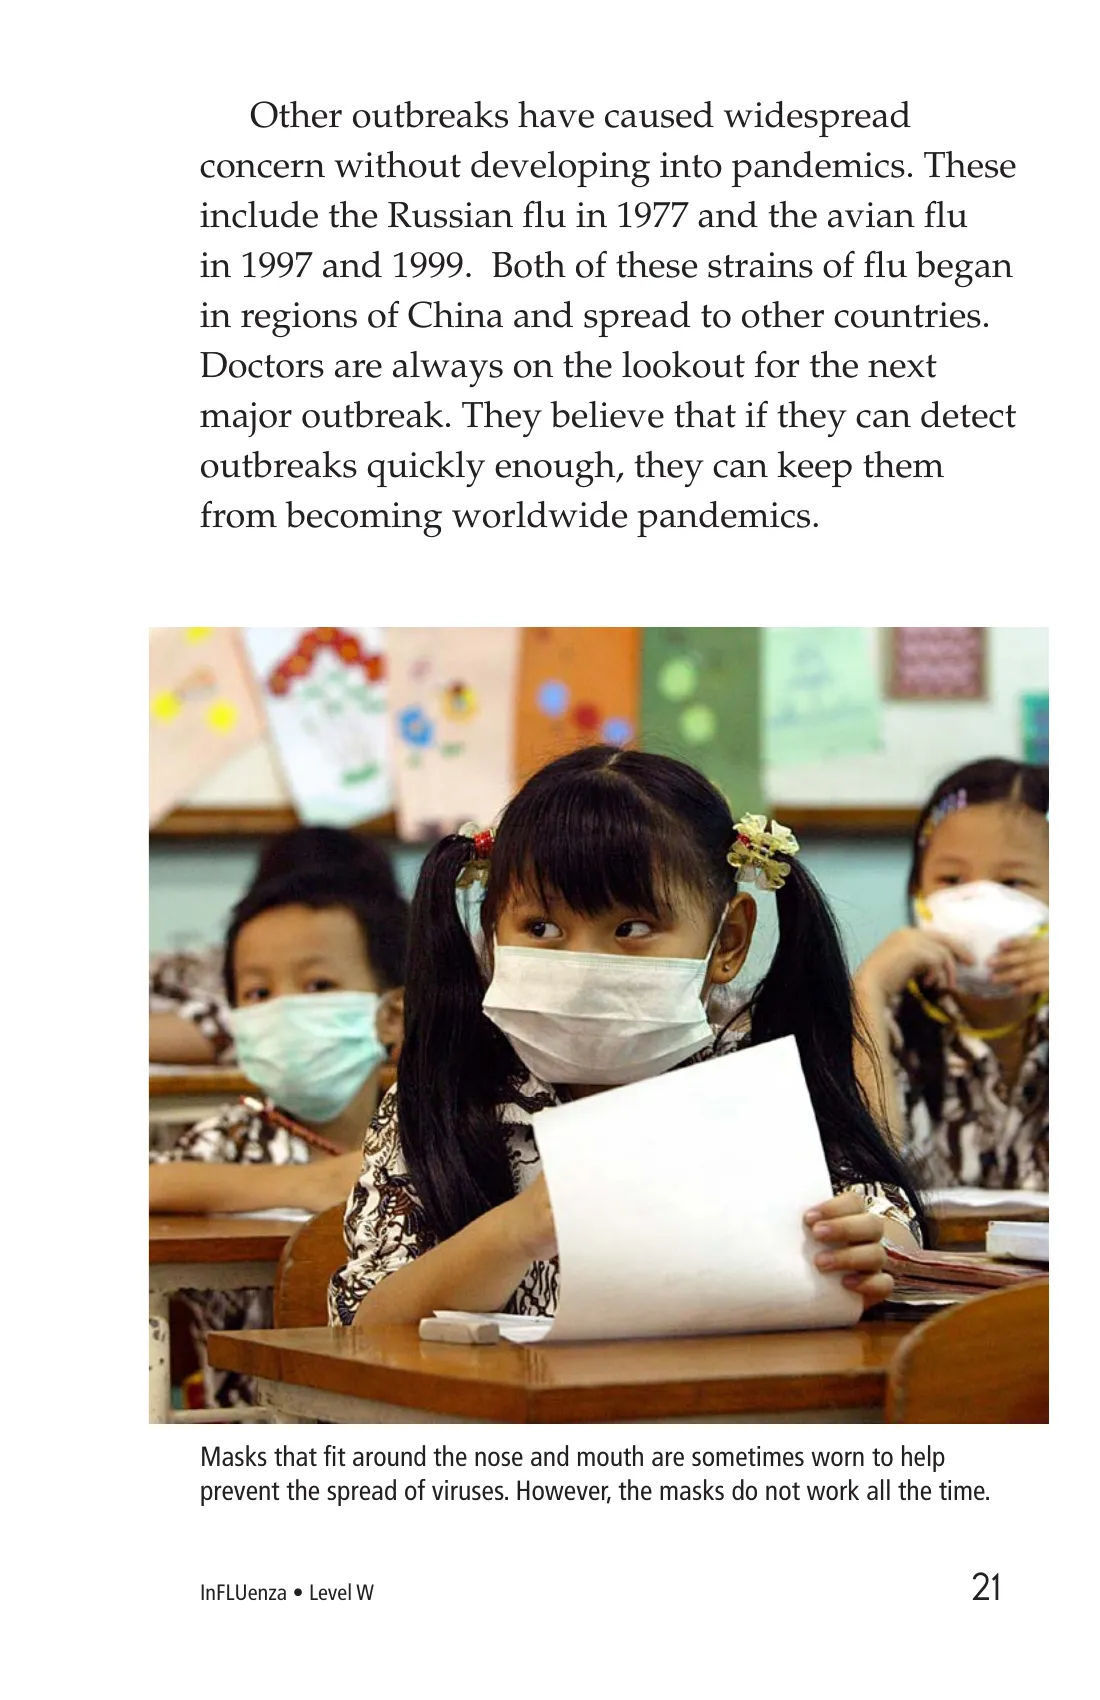 Other outbreaks have caused widespread
concern without developing into pandemics. These
include the Russian flu in 1977 and the avian flu
in 1997 and 1999.  Both of these strains of flu began
in regions of China and spread to other countries.
Doctors are always on the lookout for the next
major outbreak. They believe that if they can detect
outbreaks quickly enough, they can keep them
from becoming worldwide pandemics.
Masks that fit around the nose and mouth are sometimes worn to help
prevent the spread of viruses. However, the masks do not work all the time.
InFLUenza • Level W
21